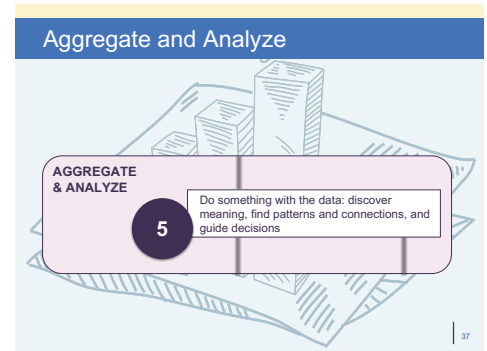 Aggregate and Analyze
AGGREGATE
& ANALYZE
5
Do something with the data: discover
meaning, find patterns and connections, and
guide decisions
37